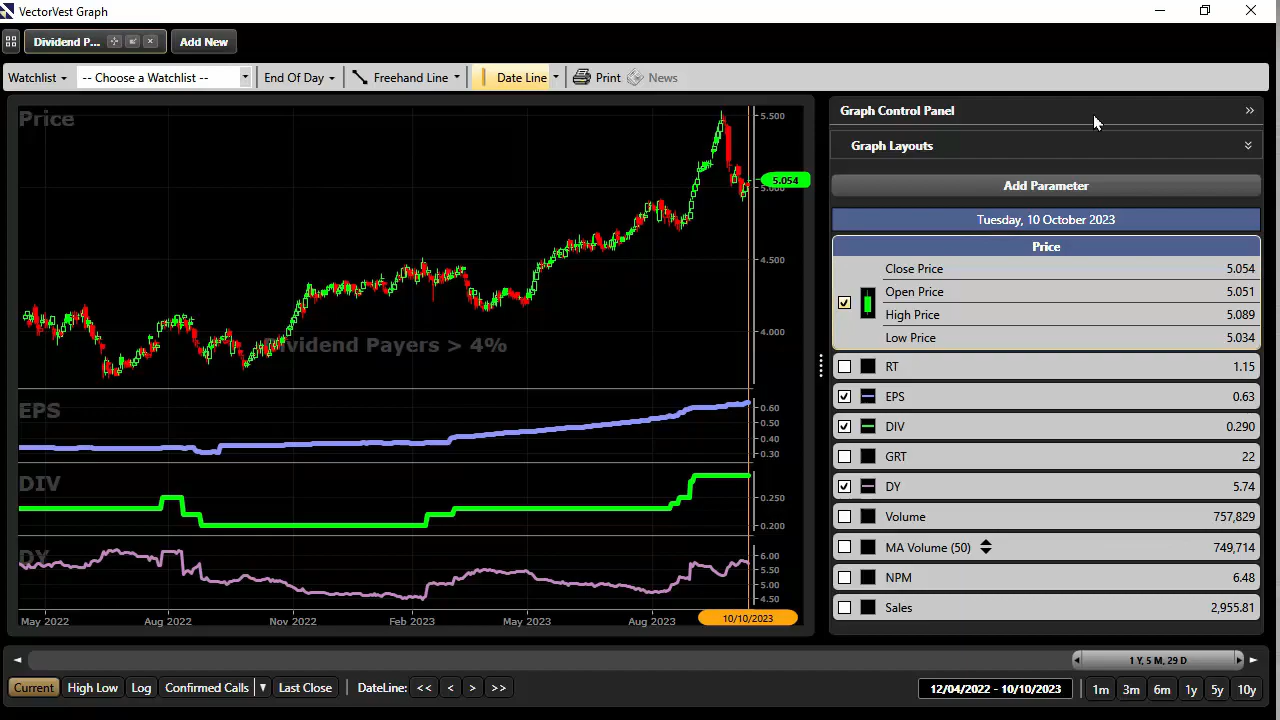 VectorVest Graph
Dividend P... Add New
Watchlist -- Choose a Watchlist -- End Of Day Freehand Line Date Line Print News
Price
5.500
5.054
5.000
4.500
4.000
Dividend Payers > 4%
EPS
0.60
0.50
0.40
0.30
DIV
0.250
0.200
DY
6.00
5.50
5.00
4.50
May 2022 Aug 2022 Nov 2022 Feb 2023 May 2023 Aug 2023 10/10/2023
Graph Control Panel »
Graph Layouts
Add Parameter
Tuesday, 10 October 2023
Price
Close Price 5.054
Open Price 5.051
High Price 5.089
Low Price 5.034
RT 1.15
EPS 0.63
DIV 0.290
GRT 22
DY 5.74
Volume 757,829
MA Volume (50) 749,714
NPM 6.48
Sales 2,955.81
1 Y, 5 M, 29 D
Current High Low Log Confirmed Calls Last Close DateLine: << < > >> 12/04/2022 - 10/10/2023 1m 3m 6m 1y 5y 10y